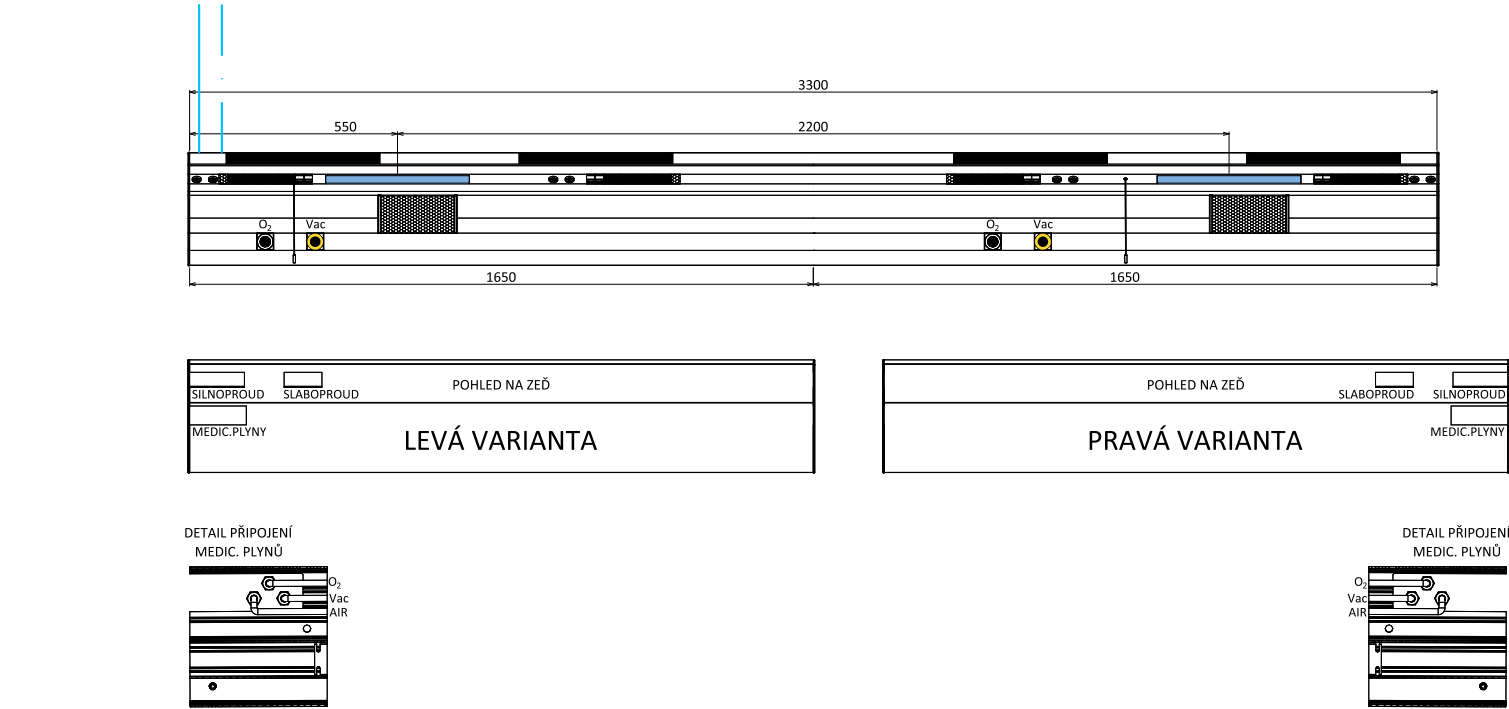 3300
550
2200
O2
Vac
O2
Vac
1650
1650
POHLED NA ZEĎ
SILNOPROUD
SLABOPROUD
MEDIC.PLYNY
LEVÁ VARIANTA
POHLED NA ZEĎ
SLABOPROUD
SILNOPROUD
MEDIC.PLYNY
PRAVÁ VARIANTA
DETAIL PŘIPOJENÍ
MEDIC. PLYNŮ
O2
Vac
AIR
DETAIL PŘIPOJENÍ
MEDIC. PLYNŮ
O2
Vac
AIR